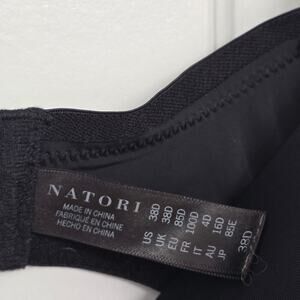 NATORI
MADE IN CHINA
FABRIQUÉ EN CHINE
HECHO EN CHINA
US 38D
UK 38D
EU 85D
FR 100D
IT 4D
AU 16D
JP 85E
38D